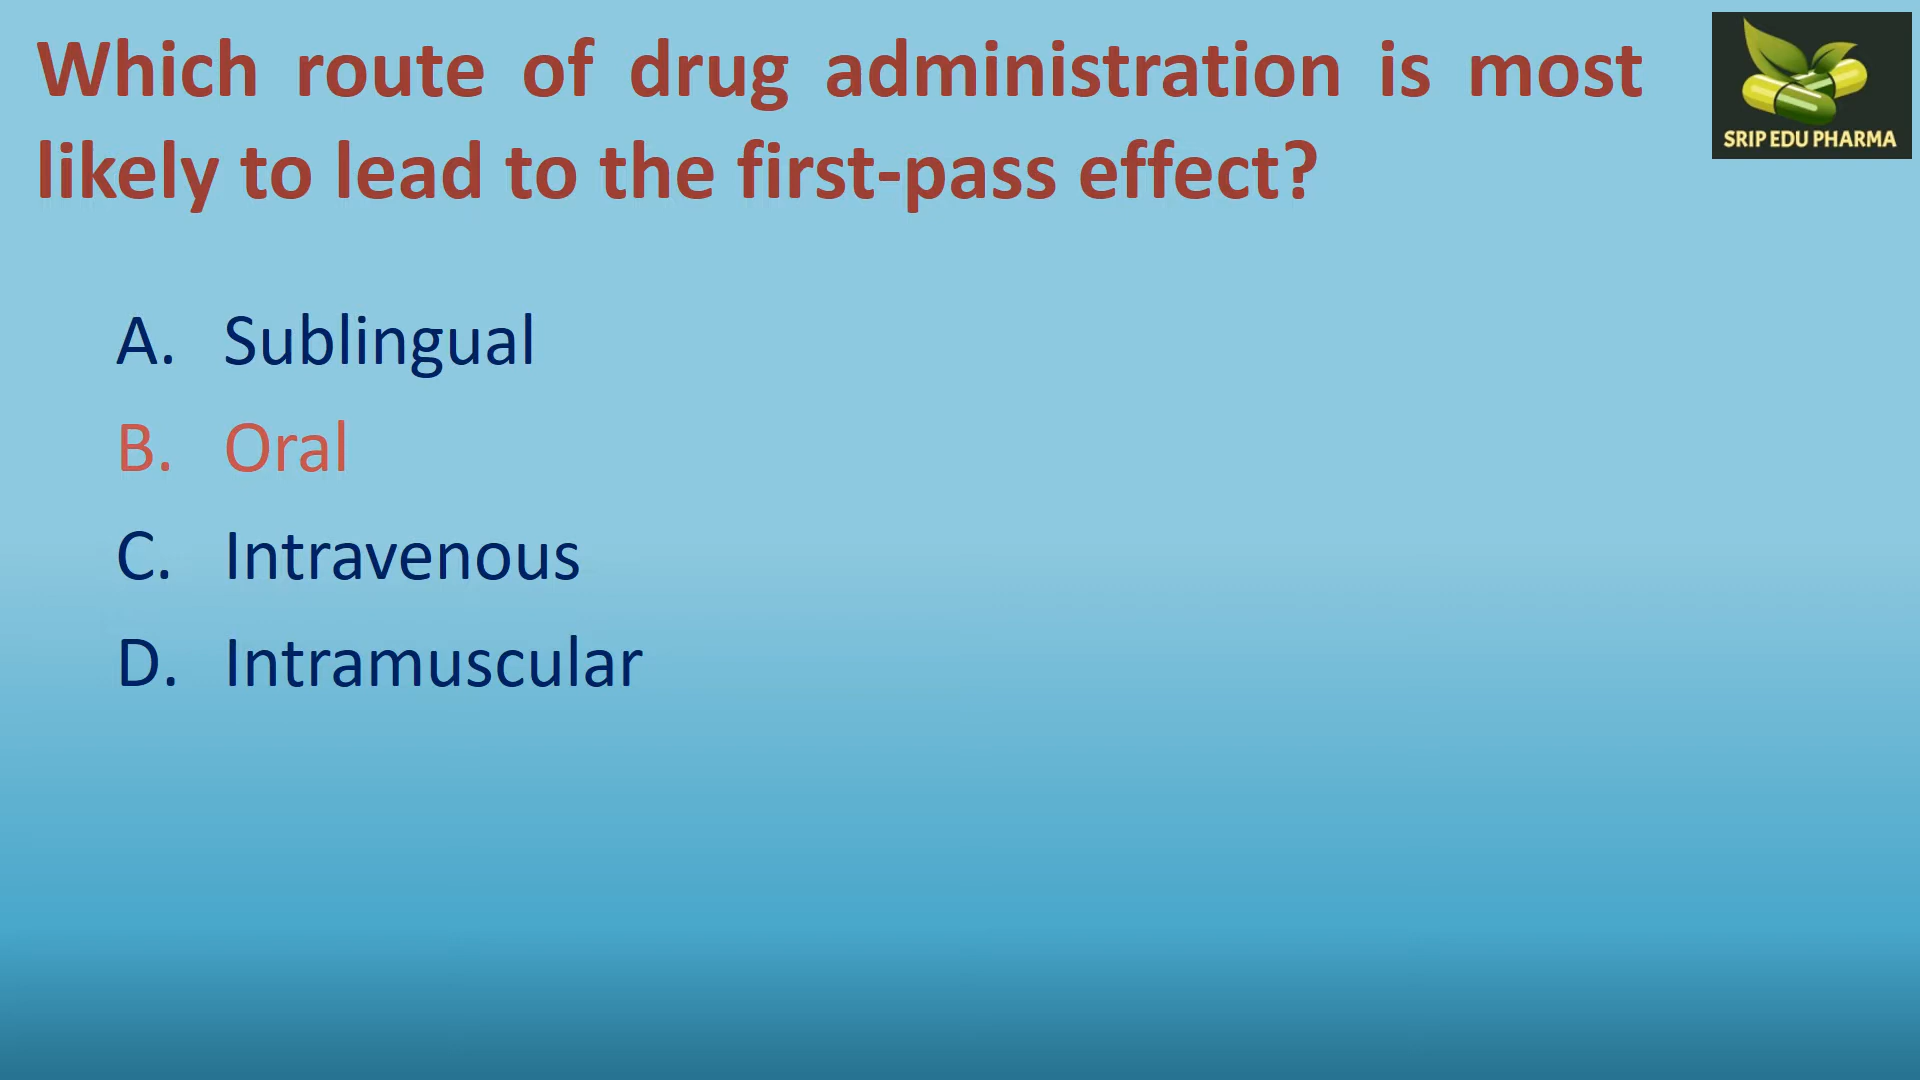 Which route of drug administration is most
likely to lead to the first-pass effect?
SRIP EDU PHARMA
A. Sublingual
B. Oral
C. Intravenous
D. Intramuscular